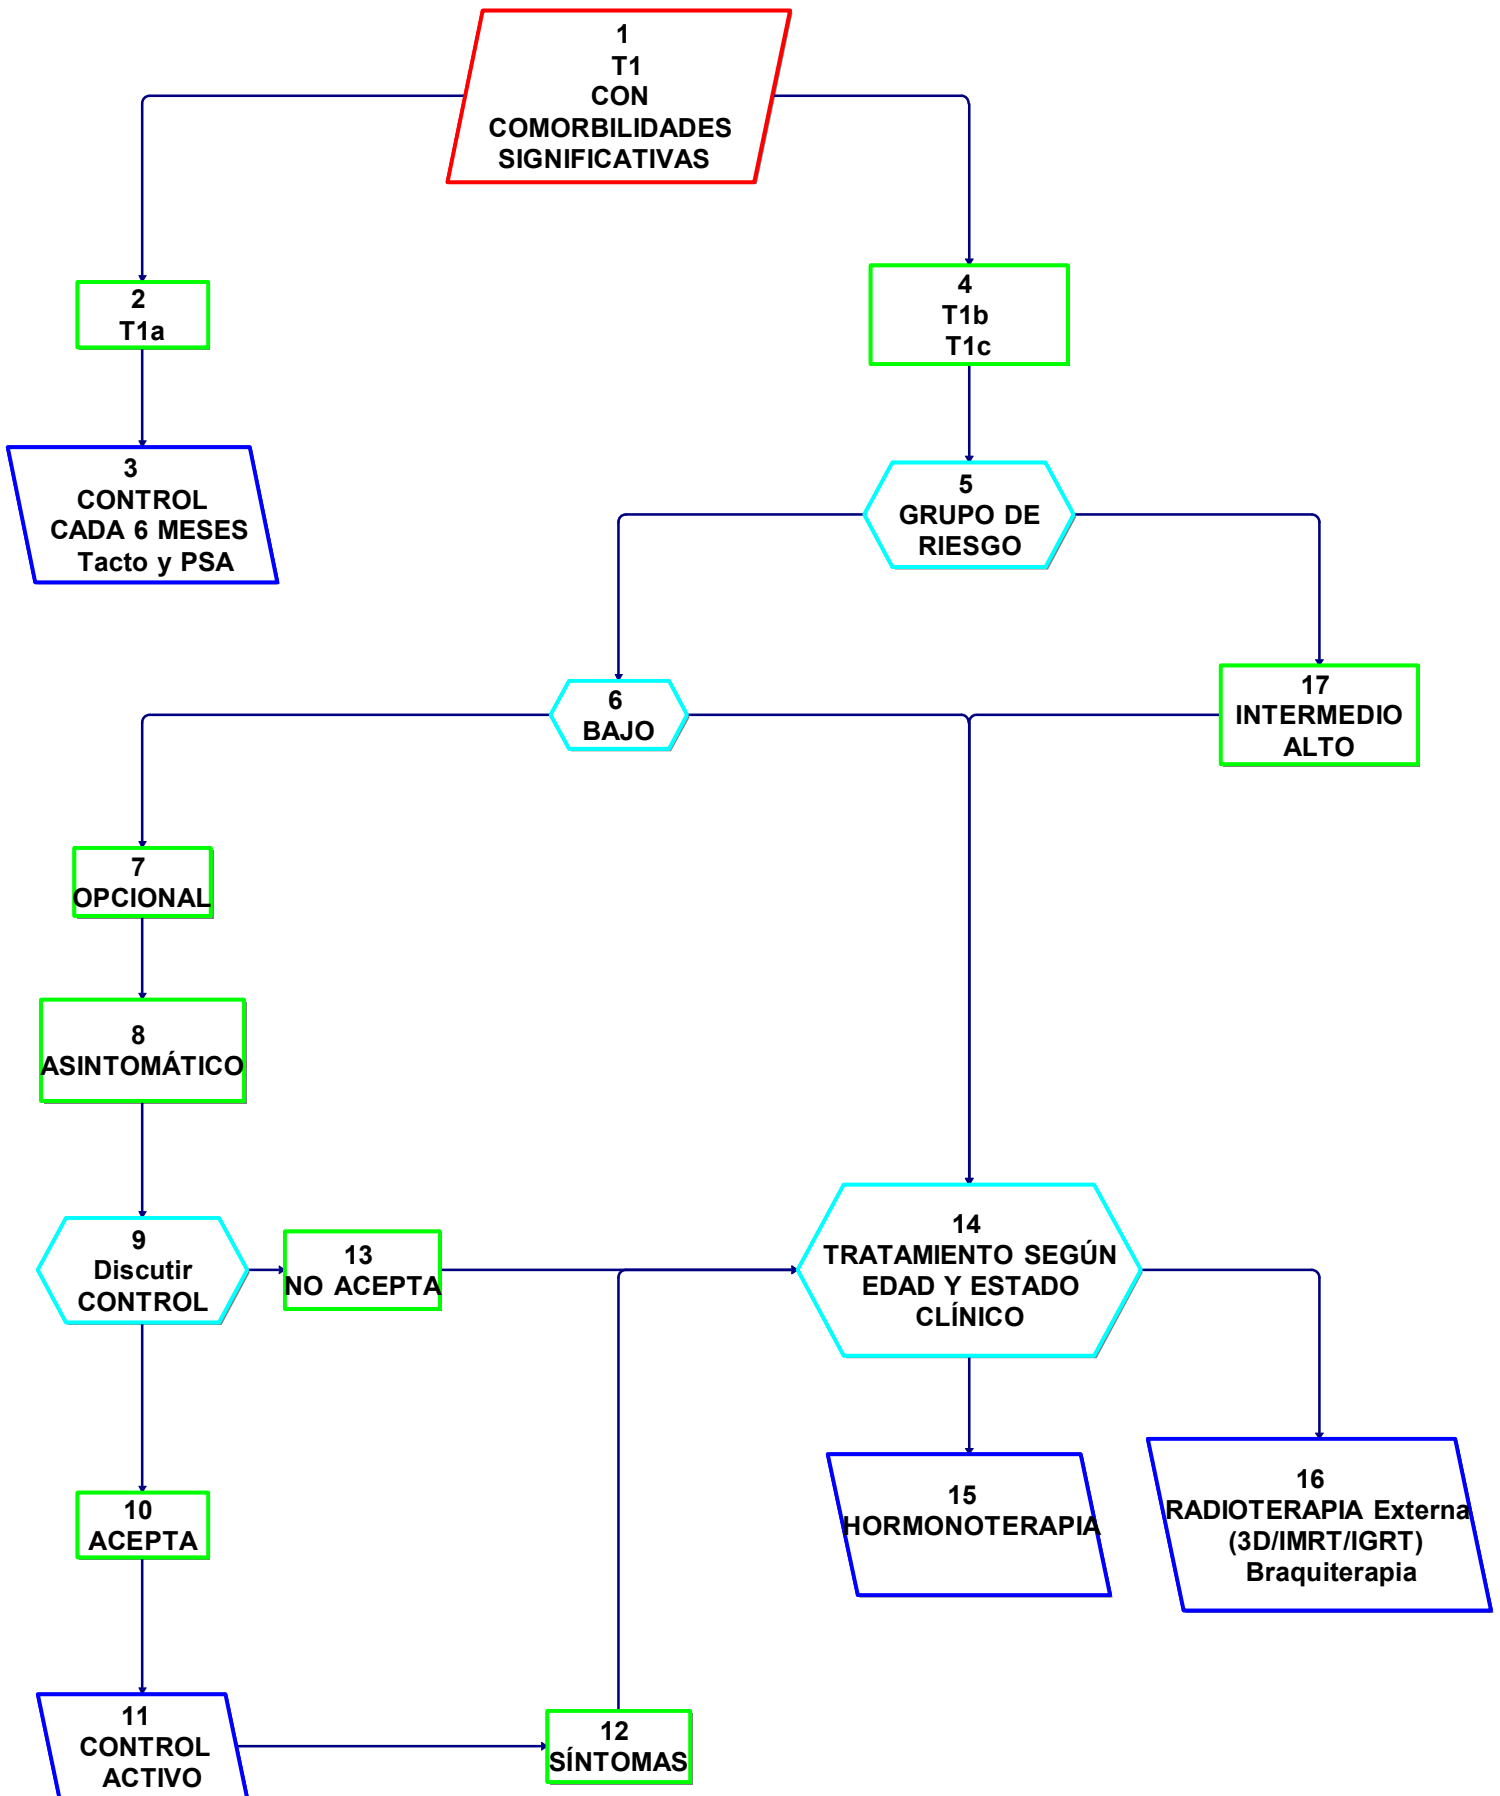 1
T1
CON
COMORBILIDADES
SIGNIFICATIVAS
2
T1a
4
T1b
T1c
3
CONTROL
CADA 6 MESES
Tacto y PSA
5
GRUPO DE
RIESGO
6
BAJO
17
INTERMEDIO
ALTO
7
OPCIONAL
8
ASINTOMÁTICO
9
Discutir
CONTROL
13
NO ACEPTA
14
TRATAMIENTO SEGÚN
EDAD Y ESTADO
CLÍNICO
10
ACEPTA
15
HORMONOTERAPIA
16
RADIOTERAPIA Externa
(3D/IMRT/IGRT)
Braquiterapia
11
CONTROL
ACTIVO
12
SÍNTOMAS